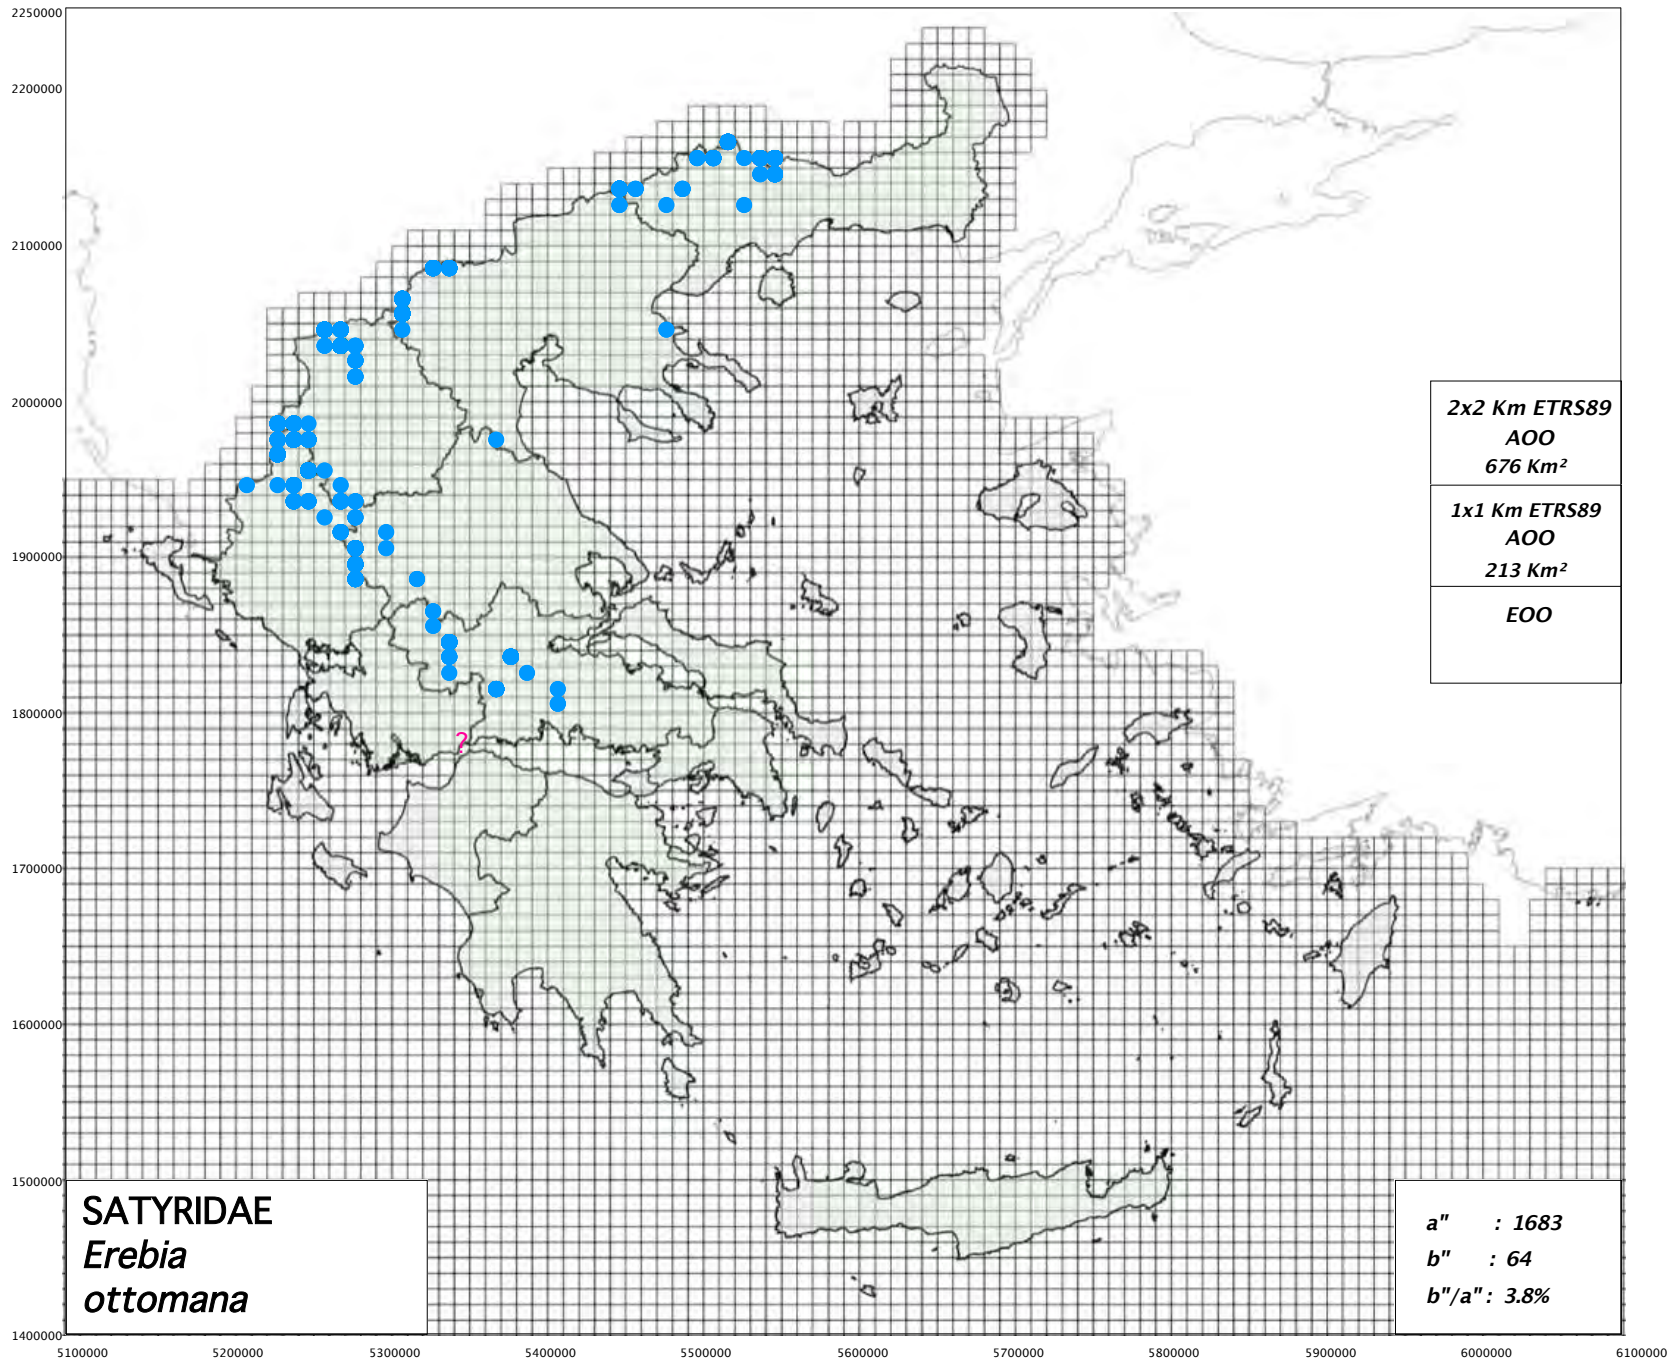 2250000
2200000
2100000
2000000
1900000
1800000
1700000
1600000
1500000
1400000
2x2 Km ETRS89
AOO
676 Km²
1x1 Km ETRS89
AOO
213 Km²
EOO
?
SATYRIDAE
Erebia
ottomana
a" : 1683
b" : 64
b"/a" : 3.8%
5100000 5200000 5300000 5400000 5500000 5600000 5700000 5800000 5900000 6000000 6100000